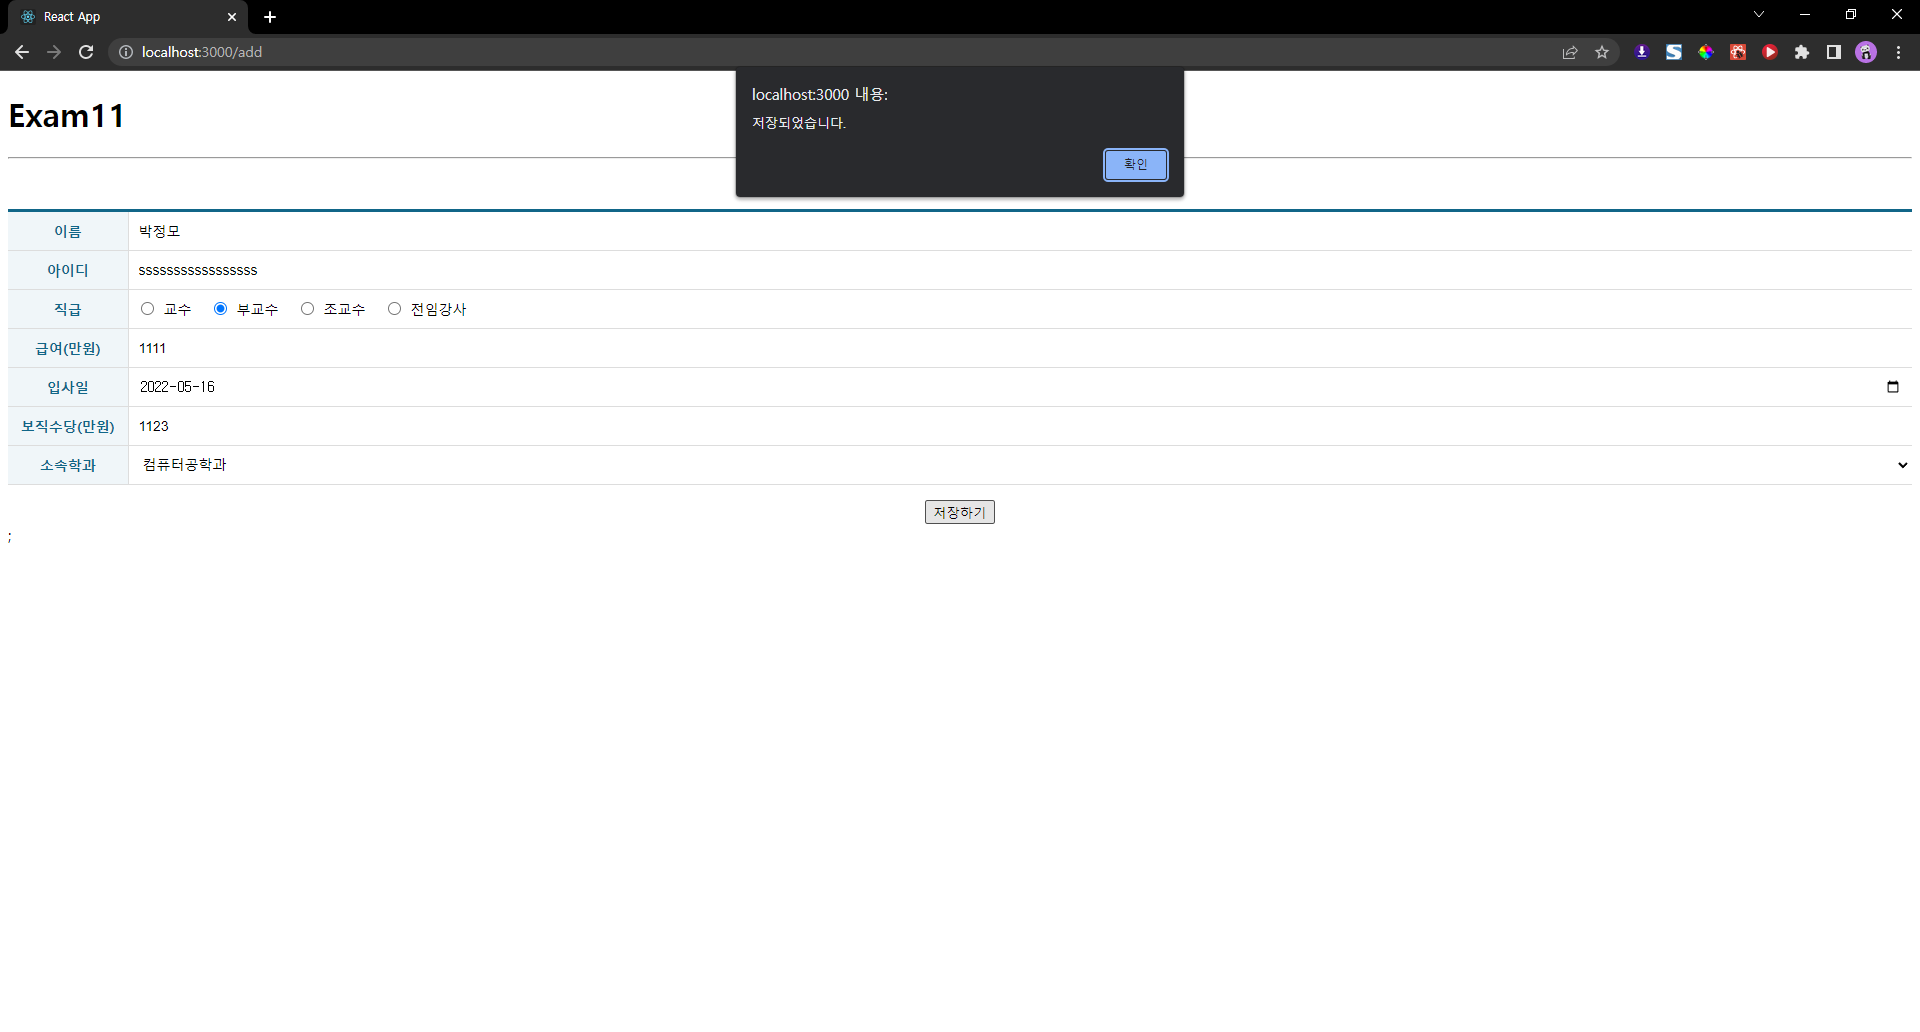 React App
localhost:3000/add
localhost:3000 내용:
저장되었습니다.
확인
Exam11
이름 박정모
아이디 sssssssssssssssss
직급 교수 부교수 조교수 전임강사
급여(만원) 1111
입사일 2022-05-16
보직수당(만원) 1123
소속학과 컴퓨터공학과
저장하기
;